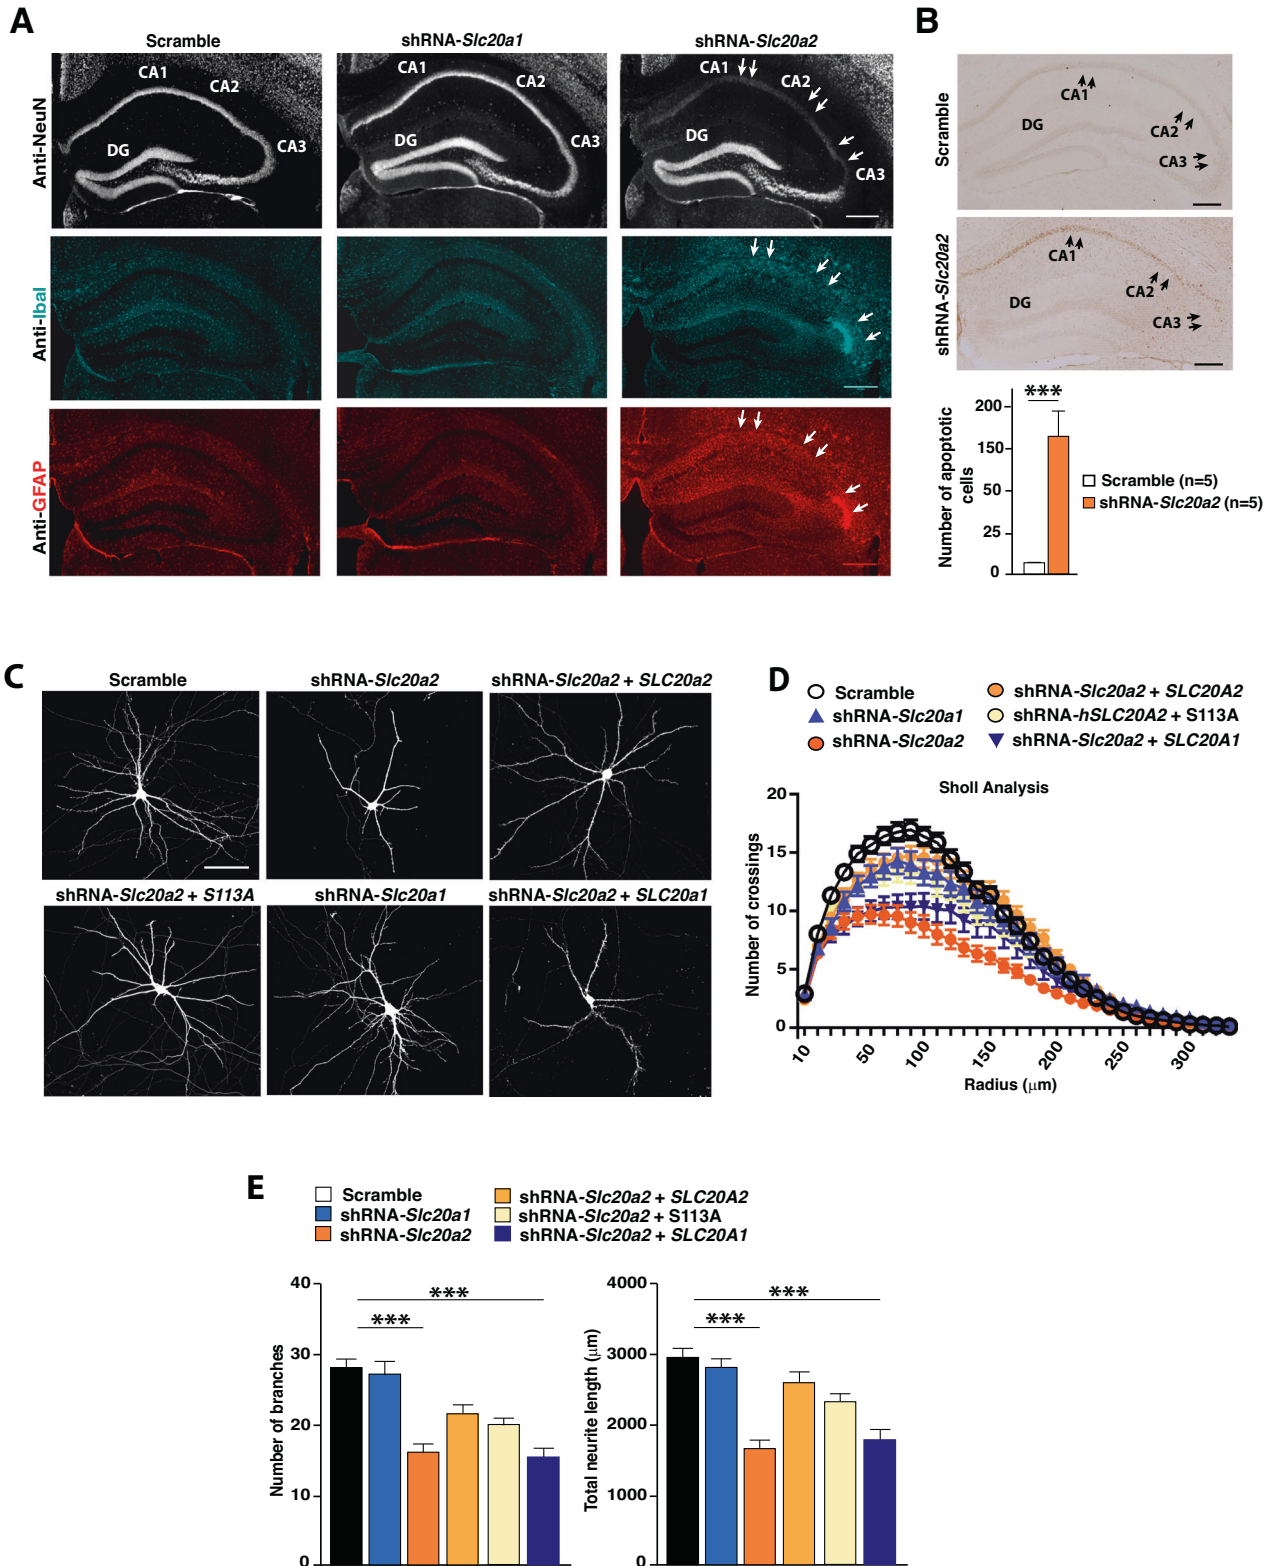 A
Scramble
shRNA-Slc20a1
shRNA-Slc20a2
Anti-NeuN
CA1
CA2
CA3
DG
CA1
CA2
CA3
DG
CA1
CA2
CA3
DG
Anti-IbaI
Anti-GFAP
B
Scramble
CA1
DG
CA2
CA3
shRNA-Slc20a2
CA1
DG
CA2
CA3
Number of apoptotic
cells
200
150
50
25
0
***
Scramble (n=5)
shRNA-Slc20a2 (n=5)
C
Scramble
shRNA-Slc20a2
shRNA-Slc20a2 + SLC20a2
shRNA-Slc20a2 + S113A
shRNA-Slc20a1
shRNA-Slc20a2 + SLC20a1
D
Scramble
shRNA-Slc20a1
shRNA-Slc20a2
shRNA-Slc20a2 + SLC20A2
shRNA-hSLC20A2 + S113A
shRNA-Slc20a2 + SLC20A1
Sholl Analysis
Number of crossings
20
15
10
5
0
10
50
100
150
200
250
300
Radius (μm)
E
Scramble
shRNA-Slc20a1
shRNA-Slc20a2
shRNA-Slc20a2 + SLC20A2
shRNA-Slc20a2 + S113A
shRNA-Slc20a2 + SLC20A1
Number of branches
40
30
20
10
0
***
***
Total neurite length (μm)
4000
3000
2000
1000
0
***
***